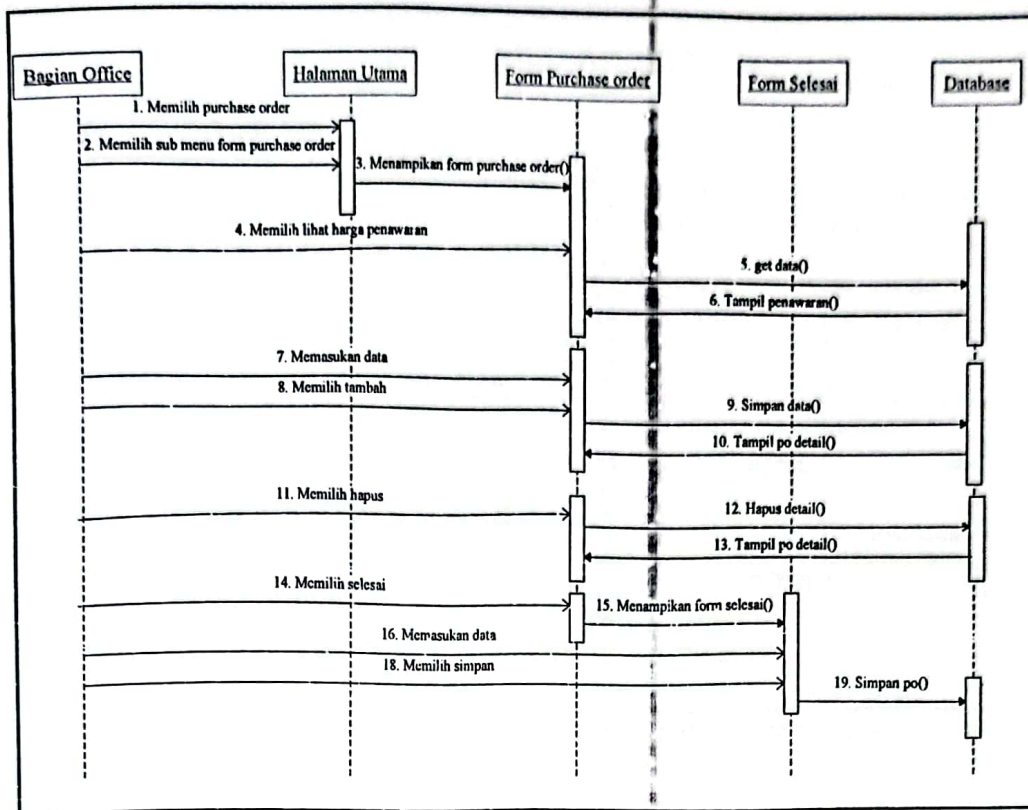 Bagian Office
Halaman Utama
Form Purchase order
Form Selesai
Database
1. Memilih purchase order
2. Memilih sub menu form purchase order
3. Menampikan form purchase order()
4. Memilih lihat harga penawaran
5. get data()
6. Tampil penawaran()
7. Memasukan data
8. Memilih tambah
9. Simpan data()
10. Tampil po detail()
11. Memilih hapus
12. Hapus detail()
13. Tampil po detail()
14. Memilih selesai
15. Menampikan form selesai()
16. Memasukan data
18. Memilih simpan
19. Simpan po()